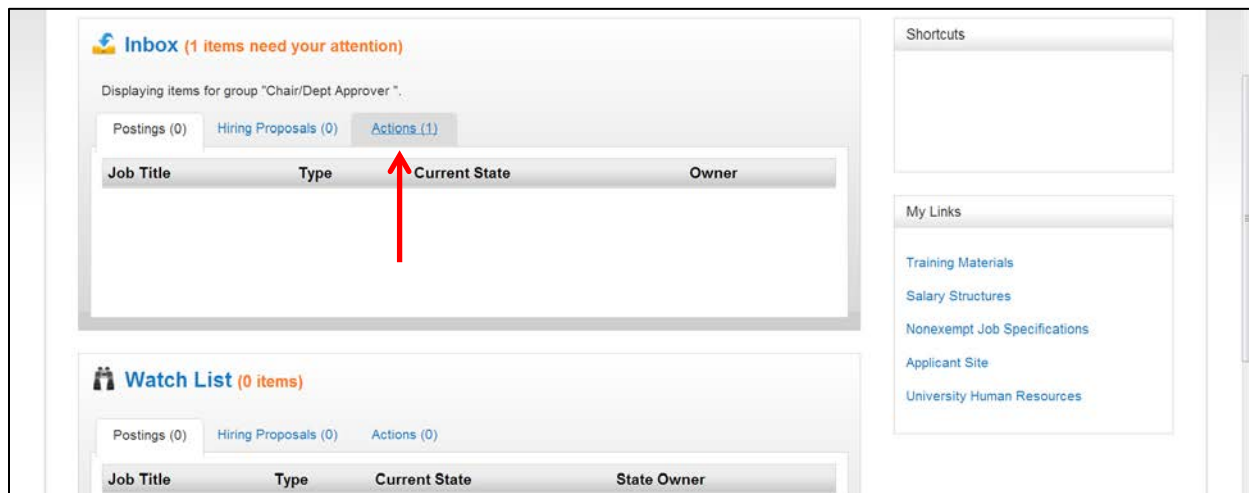 Inbox (1 items need your attention)
Displaying items for group "Chair/Dept Approver ".
Postings (0) Hiring Proposals (0) Actions (1)
Job Title Type Current State Owner
Watch List (0 items)
Postings (0) Hiring Proposals (0) Actions (0)
Job Title Type Current State State Owner
Shortcuts
My Links
Training Materials
Salary Structures
Nonexempt Job Specifications
Applicant Site
University Human Resources